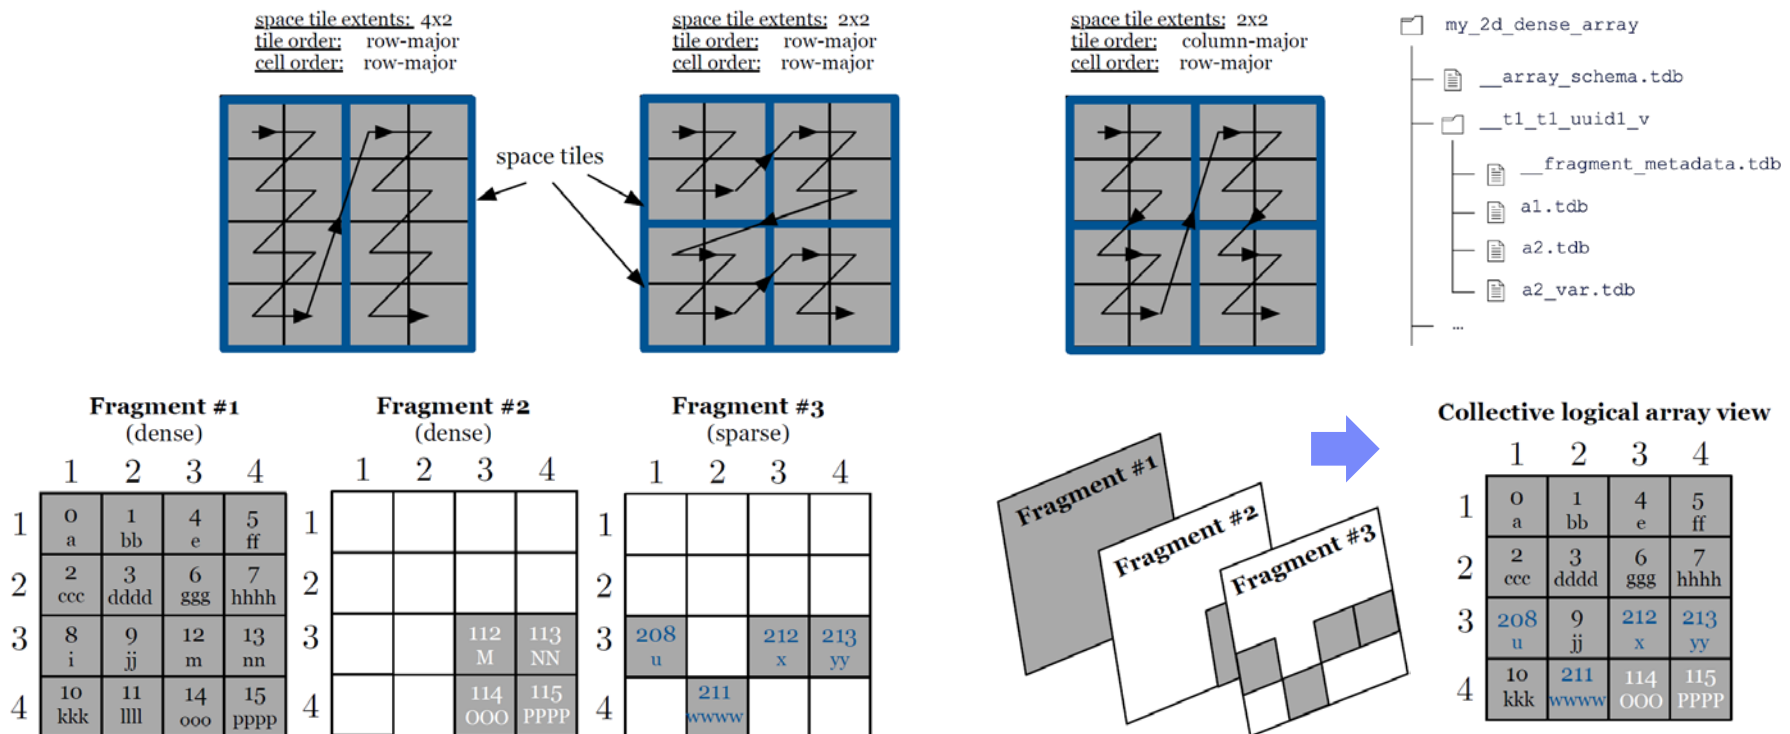 space tile extents: 4x2
tile order: row-major
cell order: row-major
space tile extents: 2x2
tile order: row-major
cell order: row-major
space tiles
space tile extents: 2x2
tile order: column-major
cell order: row-major
my_2d_dense_array
__array_schema.tdb
__t1_t1_uuid1_v
__fragment_metadata.tdb
a1.tdb
a2.tdb
a2_var.tdb
...
Fragment #1
(dense)
1 2 3 4
1 0 1 4 5
a bb e ff
2 2 3 6 7
ccc dddd ggg hhhh
3 8 9 12 13
i jj m nn
4 10 11 14 15
kkk llll ooo pppp
Fragment #2
(dense)
1 2 3 4
1
2
3 112 113
M NN
4 114 115
OOO PPPP
Fragment #3
(sparse)
1 2 3 4
1
2
3 208 212 213
u x yy
4 211
wwww
Fragment #1
Fragment #2
Fragment #3
Collective logical array view
1 2 3 4
1 0 1 4 5
a bb e ff
2 2 3 6 7
ccc dddd ggg hhhh
3 208 9 212 213
u jj x yy
4 10 211 114 115
kkk wwww OOO PPPP